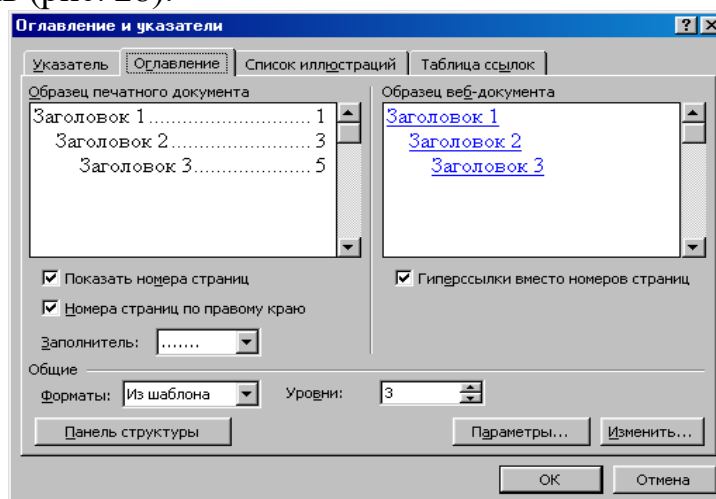 (рис. 28).
Оглавление и указатели
Указатель Оглавление Список иллюстраций Таблица ссылок
Образец печатного документа Образец веб-документа
Заголовок 1..................... 1 Заголовок 1
Заголовок 2................... 3 Заголовок 2
Заголовок 3................... 5 Заголовок 3
Показать номера страниц Гиперссылки вместо номеров страниц
Номера страниц по правому краю
Заполнитель: .......
Общие
Форматы: Из шаблона Уровни: 3
Панель структуры Параметры... Изменить...
ОК Отмена